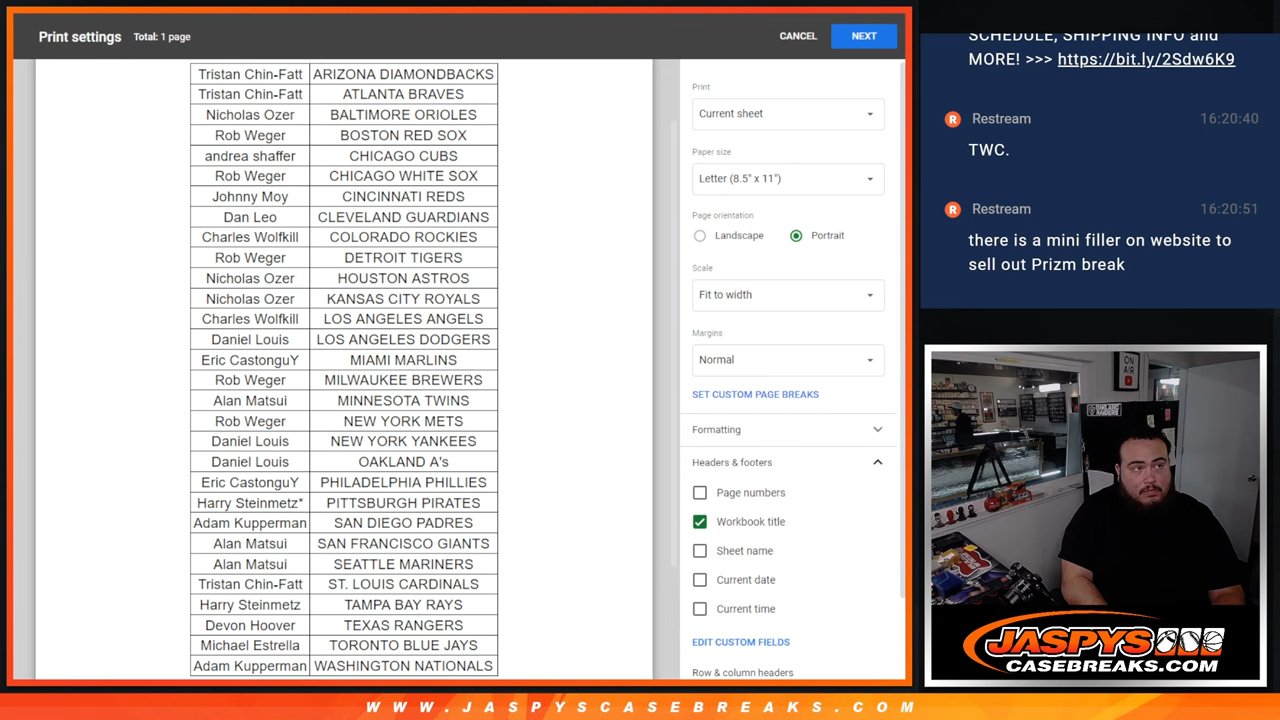 Print settings Total: 1 page
CANCEL NEXT
Tristan Chin-Fatt ARIZONA DIAMONDBACKS
Tristan Chin-Fatt ATLANTA BRAVES
Nicholas Ozer BALTIMORE ORIOLES
Rob Weger BOSTON RED SOX
andrea shaffer CHICAGO CUBS
Rob Weger CHICAGO WHITE SOX
Johnny Moy CINCINNATI REDS
Dan Leo CLEVELAND GUARDIANS
Charles Wolfkill COLORADO ROCKIES
Rob Weger DETROIT TIGERS
Nicholas Ozer HOUSTON ASTROS
Nicholas Ozer KANSAS CITY ROYALS
Charles Wolfkill LOS ANGELES ANGELS
Daniel Louis LOS ANGELES DODGERS
Eric CastonguY MIAMI MARLINS
Rob Weger MILWAUKEE BREWERS
Alan Matsui MINNESOTA TWINS
Rob Weger NEW YORK METS
Daniel Louis NEW YORK YANKEES
Daniel Louis OAKLAND A's
Eric CastonguY PHILADELPHIA PHILLIES
Harry Steinmetz* PITTSBURGH PIRATES
Adam Kupperman SAN DIEGO PADRES
Alan Matsui SAN FRANCISCO GIANTS
Alan Matsui SEATTLE MARINERS
Tristan Chin-Fatt ST. LOUIS CARDINALS
Harry Steinmetz TAMPA BAY RAYS
Devon Hoover TEXAS RANGERS
Michael Estrella TORONTO BLUE JAYS
Adam Kupperman WASHINGTON NATIONALS
Print
Current sheet
Paper size
Letter (8.5" x 11")
Page orientation
Landscape Portrait
Scale
Fit to width
Margins
Normal
SET CUSTOM PAGE BREAKS
Formatting
Headers & footers
Page numbers
Workbook title
Sheet name
Current date
Current time
EDIT CUSTOM FIELDS
Row & column headers
SCHEDULE, SHIPPING INFO and
MORE! >>> https://bit.ly/2Sdw6K9
Restream 16:20:40
TWC.
Restream 16:20:51
there is a mini filler on website to
sell out Prizm break
ON
AIR
JASPYS
CASEBREAKS.COM
WWW.JASPYSCASEBREAKS.COM